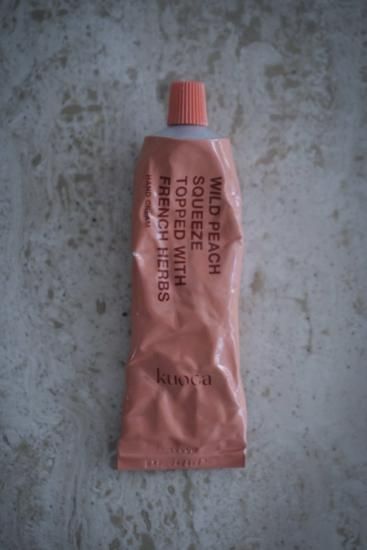 WILD PEACH
SQUEEZE
TOPPED WITH
FRENCH HERBS
HAND CREAM
kuoca